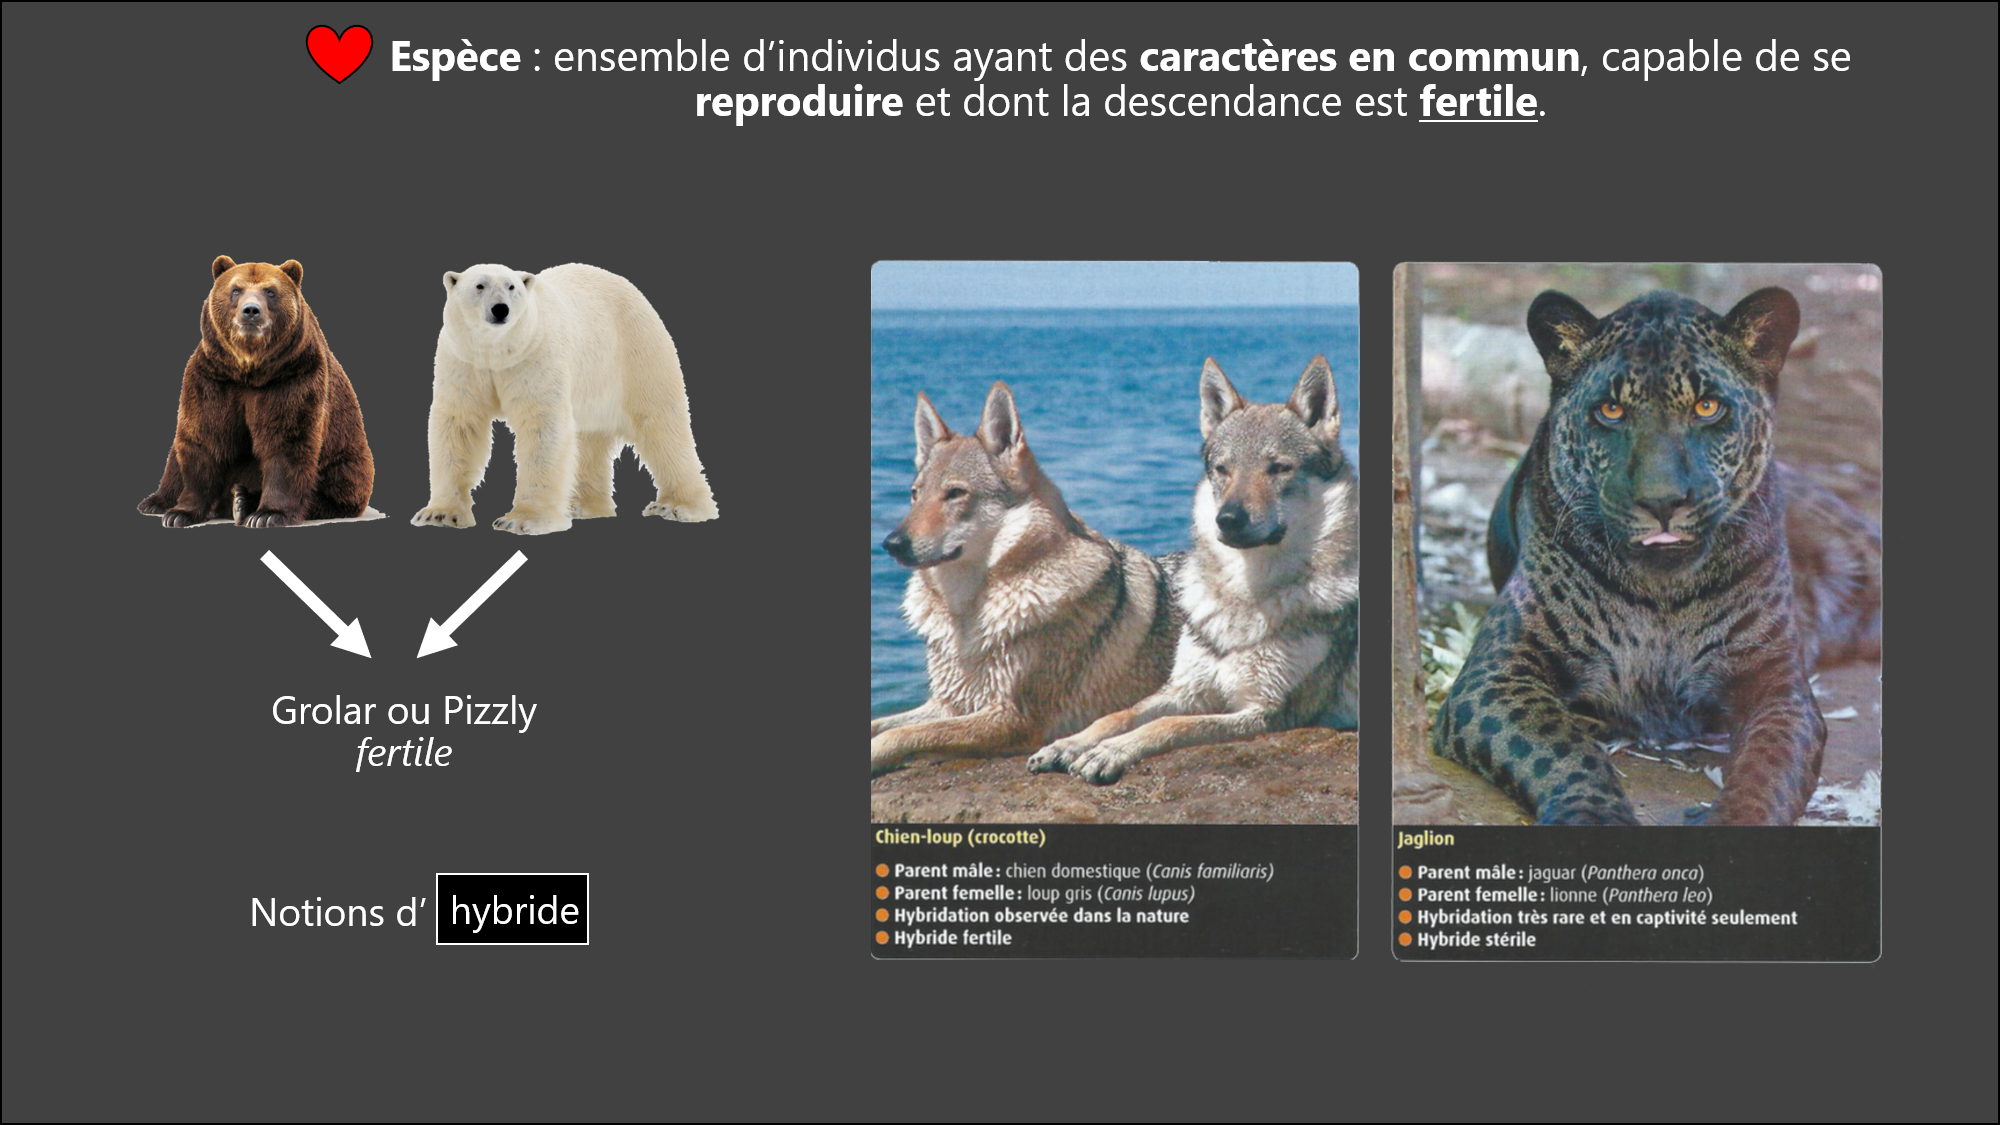 Espèce : ensemble d’individus ayant des caractères en commun, capable de se
reproduire et dont la descendance est fertile.
Grolar ou Pizzly
fertile
Notions d’ hybride
Chien-loup (crocotte)
Parent mâle : chien domestique (Canis familiaris)
Parent femelle : loup gris (Canis lupus)
Hybridation observée dans la nature
Hybride fertile
Jaglion
Parent mâle : jaguar (Panthera onca)
Parent femelle : lionne (Panthera leo)
Hybridation très rare et en captivité seulement
Hybride stérile